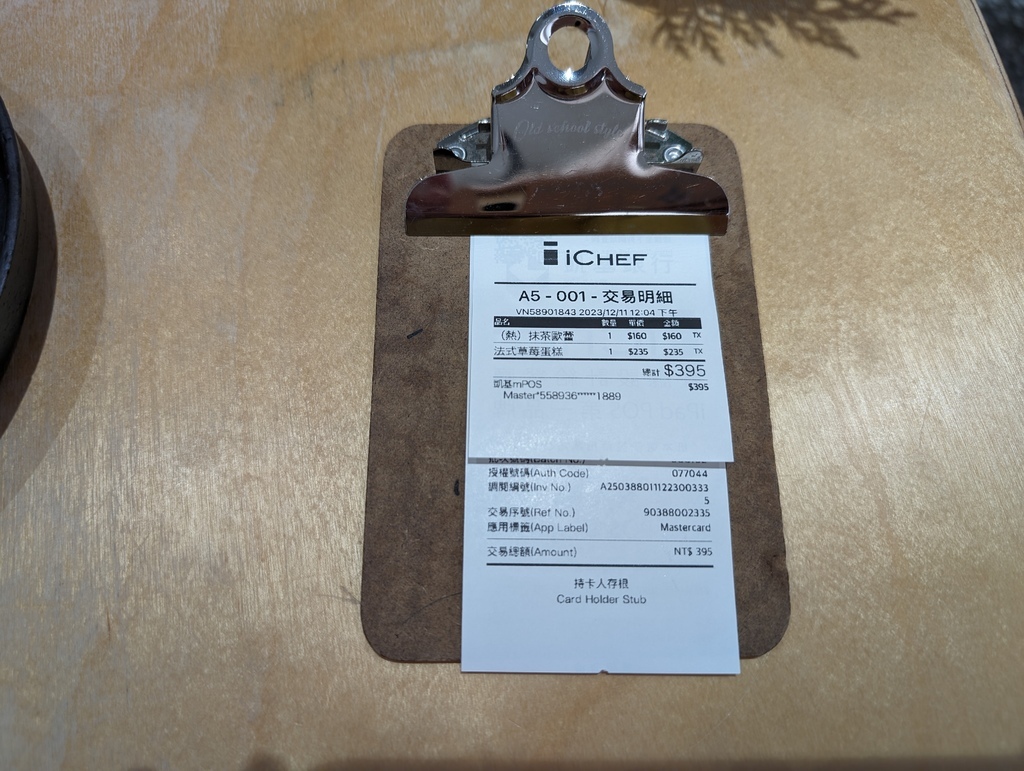 Old school style
iCHEF
A5 - 001 - 交易明細
VN58901843 2023/12/11 12:04 下午
品名 數量 單價 金額
（熱）抹茶歐蕾 1 $160 $160 TX
法式草莓蛋糕 1 $235 $235 TX
總計 $395
凱基mPOS $395
Master*558936******1889
授權號碼(Auth Code) 077044
調閱編號(Inv No.) A250388011122300333
5
交易序號(Ref No.) 90388002335
應用標籤(App Label) Mastercard
交易總額(Amount) NT$ 395
持卡人存根
Card Holder Stub